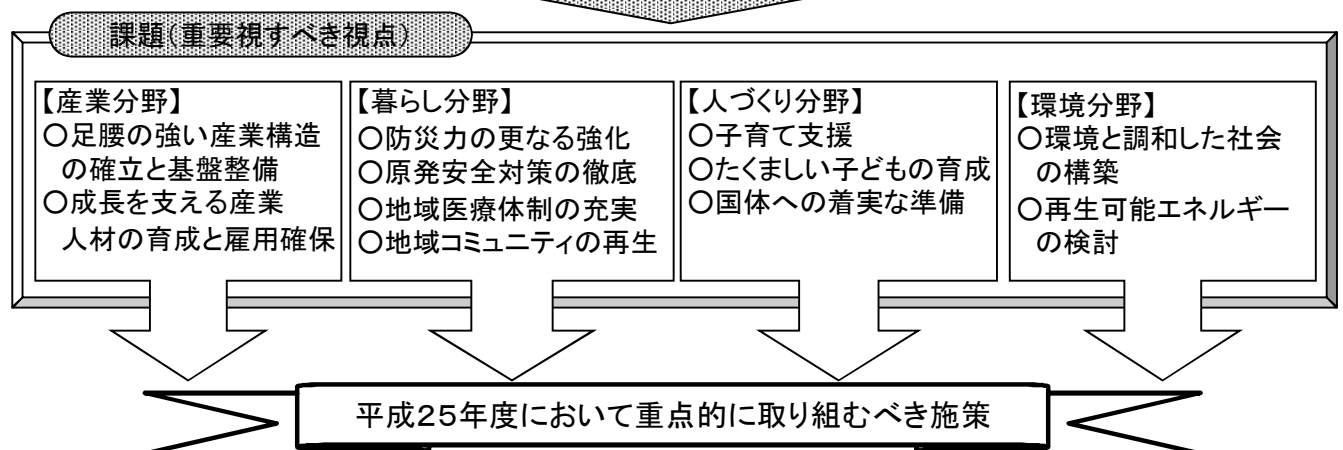 課題(重要視すべき視点)
【産業分野】
○足腰の強い産業構造
の確立と基盤整備
○成長を支える産業
人材の育成と雇用確保
【暮らし分野】
○防災力の更なる強化
○原発安全対策の徹底
○地域医療体制の充実
○地域コミュニティの再生
【人づくり分野】
○子育て支援
○たくましい子どもの育成
○国体への着実な準備
【環境分野】
○環境と調和した社会
の構築
○再生可能エネルギー
の検討
平成25年度において重点的に取り組むべき施策